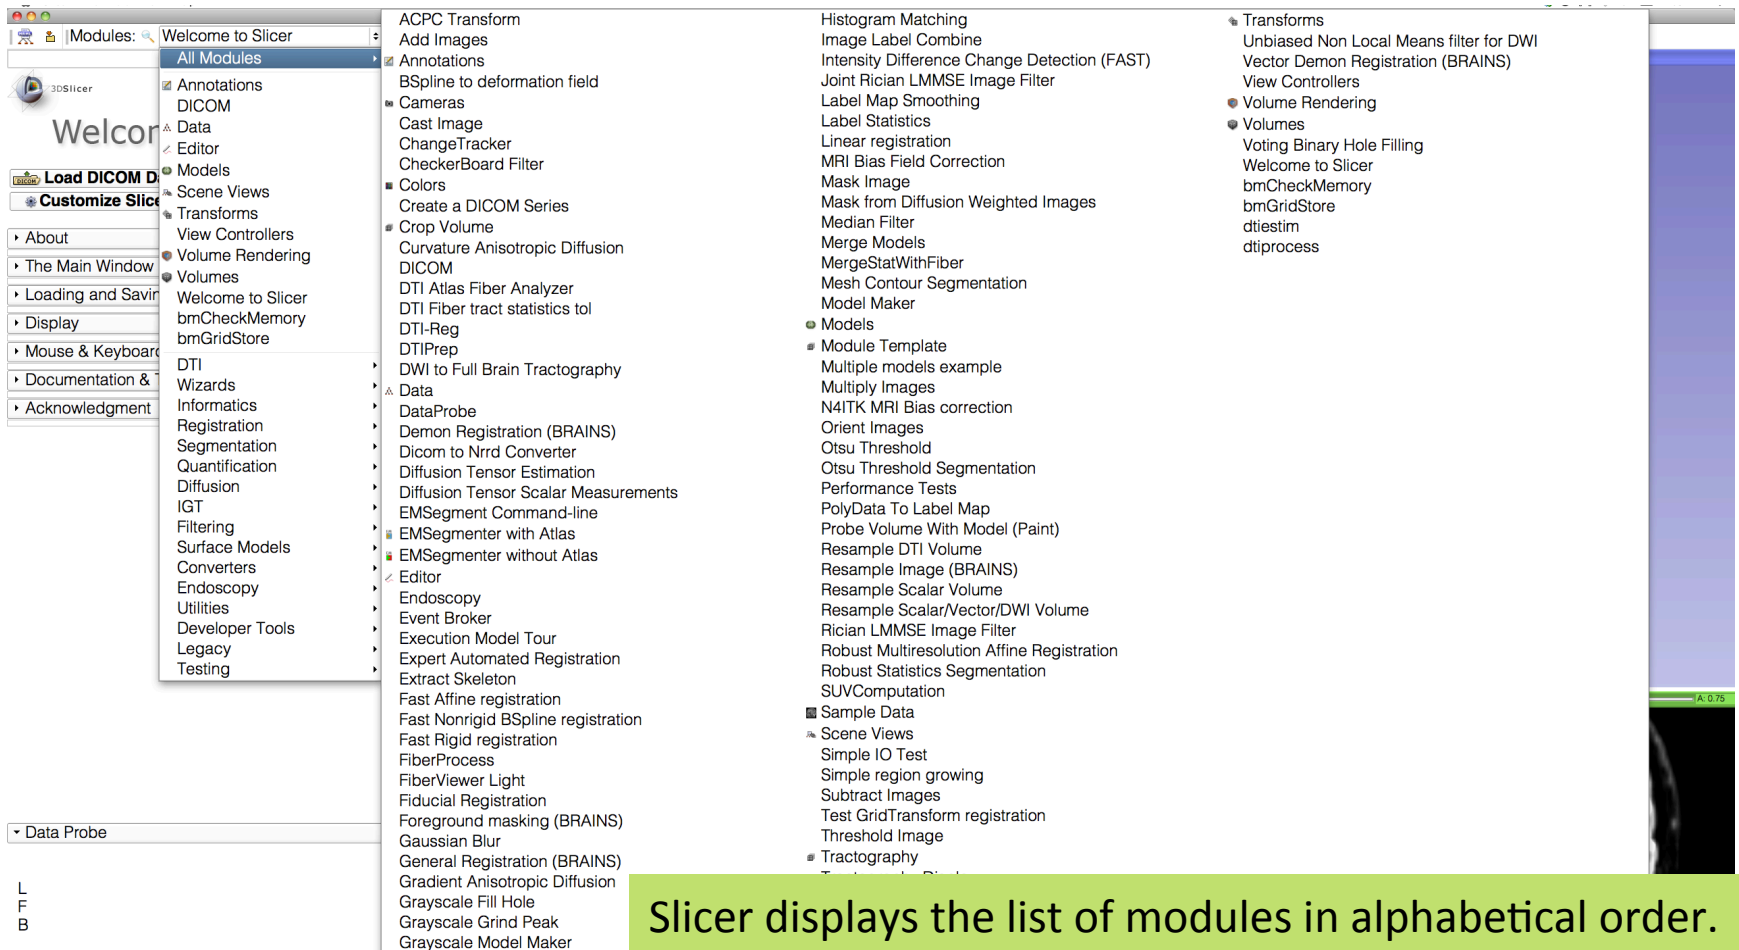 Modules:
Welcome to Slicer
3DSlicer
Welcor
Load DICOM D
Customize Slice
About
The Main Window
Loading and Savin
Display
Mouse & Keyboard
Documentation &
Acknowledgment
Data Probe
L
F
B
All Modules
Annotations
DICOM
Data
Editor
Models
Scene Views
Transforms
View Controllers
Volume Rendering
Volumes
Welcome to Slicer
bmCheckMemory
bmGridStore
DTI
Wizards
Informatics
Registration
Segmentation
Quantification
Diffusion
IGT
Filtering
Surface Models
Converters
Endoscopy
Utilities
Developer Tools
Legacy
Testing
ACPC Transform
Add Images
Annotations
BSpline to deformation field
Cameras
Cast Image
ChangeTracker
CheckerBoard Filter
Colors
Create a DICOM Series
Crop Volume
Curvature Anisotropic Diffusion
DICOM
DTI Atlas Fiber Analyzer
DTI Fiber tract statistics tol
DTI-Reg
DTIPrep
DWI to Full Brain Tractography
Data
DataProbe
Demon Registration (BRAINS)
Dicom to Nrrd Converter
Diffusion Tensor Estimation
Diffusion Tensor Scalar Measurements
EMSegment Command-line
EMSegmenter with Atlas
EMSegmenter without Atlas
Editor
Endoscopy
Event Broker
Execution Model Tour
Expert Automated Registration
Extract Skeleton
Fast Affine registration
Fast Nonrigid BSpline registration
Fast Rigid registration
FiberProcess
FiberViewer Light
Fiducial Registration
Foreground masking (BRAINS)
Gaussian Blur
General Registration (BRAINS)
Gradient Anisotropic Diffusion
Grayscale Fill Hole
Grayscale Grind Peak
Grayscale Model Maker
Histogram Matching
Image Label Combine
Intensity Difference Change Detection (FAST)
Joint Rician LMMSE Image Filter
Label Map Smoothing
Label Statistics
Linear registration
MRI Bias Field Correction
Mask Image
Mask from Diffusion Weighted Images
Median Filter
Merge Models
MergeStatWithFiber
Mesh Contour Segmentation
Model Maker
Models
Module Template
Multiple models example
Multiply Images
N4ITK MRI Bias correction
Orient Images
Otsu Threshold
Otsu Threshold Segmentation
Performance Tests
PolyData To Label Map
Probe Volume With Model (Paint)
Resample DTI Volume
Resample Image (BRAINS)
Resample Scalar Volume
Resample Scalar/Vector/DWI Volume
Rician LMMSE Image Filter
Robust Multiresolution Affine Registration
Robust Statistics Segmentation
SUVComputation
Sample Data
Scene Views
Simple IO Test
Simple region growing
Subtract Images
Test GridTransform registration
Threshold Image
Tractography
Transforms
Unbiased Non Local Means filter for DWI
Vector Demon Registration (BRAINS)
View Controllers
Volume Rendering
Volumes
Voting Binary Hole Filling
Welcome to Slicer
bmCheckMemory
bmGridStore
dtiestim
dtiprocess
A: 0.75
Slicer displays the list of modules in alphabetical order.